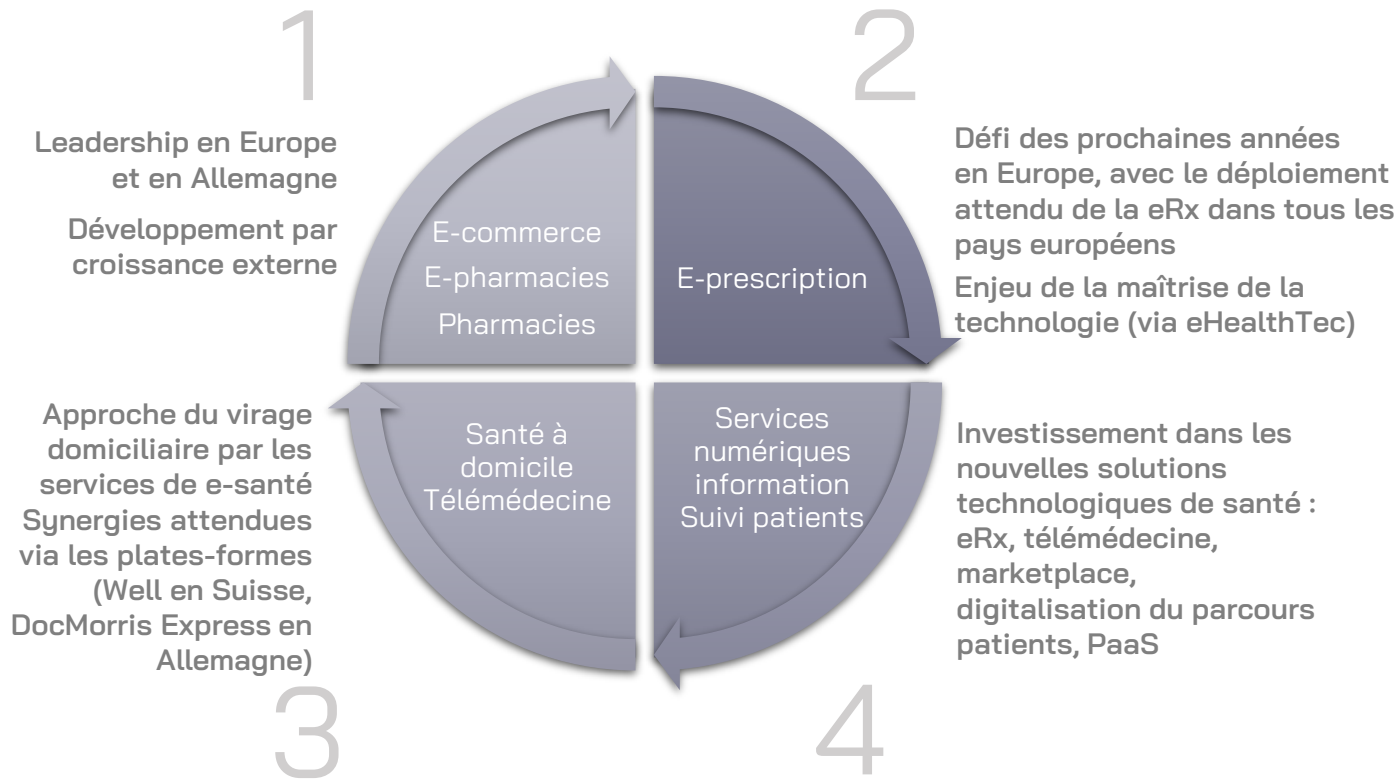 1
Leadership en Europe
et en Allemagne
Développement par
croissance externe
E-commerce
E-pharmacies
Pharmacies
2
Défi des prochaines années
en Europe, avec le déploiement
attendu de la eRx dans tous les
pays européens
Enjeu de la maîtrise de la
technologie (via eHealthTec)
E-prescription
Approche du virage
domiciliaire par les
services de e-santé
Synergies attendues
via les plates-formes
(Well en Suisse,
DocMorris Express en
Allemagne)
3
Santé à
domicile
Télémédecine
Services
numériques
information
Suivi patients
Investissement dans les
nouvelles solutions
technologiques de santé :
eRx, télémédecine,
marketplace,
digitalisation du parcours
patients, PaaS
4